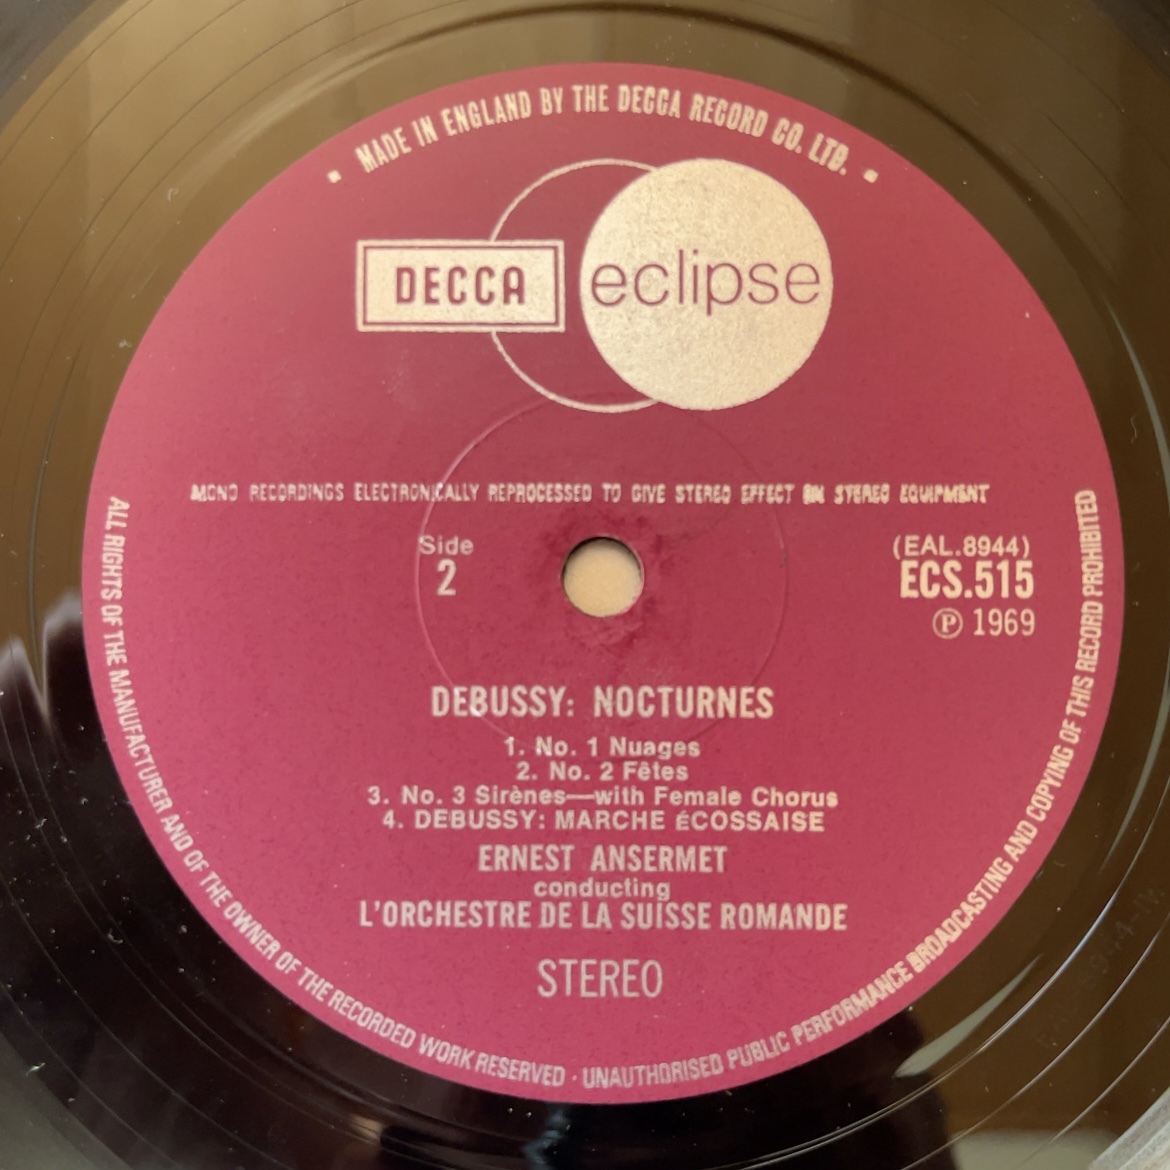 MADE IN ENGLAND BY THE DECCA RECORD CO. LTD.
DECCA eclipse
MONO RECORDINGS ELECTRONICALLY REPROCESSED TO GIVE STEREO EFFECT ON STEREO EQUIPMENT
Side
2
(EAL.8944)
ECS.515
Ⓟ 1969
DEBUSSY: NOCTURNES
1. No. 1 Nuages
2. No. 2 Fêtes
3. No. 3 Sirènes—with Female Chorus
4. DEBUSSY: MARCHE ÉCOSSAISE
ERNEST ANSERMET
conducting
L'ORCHESTRE DE LA SUISSE ROMANDE
STEREO
ALL RIGHTS OF THE MANUFACTURER AND OF THE OWNER OF THE RECORDED WORK RESERVED · UNAUTHORISED PUBLIC PERFORMANCE BROADCASTING AND COPYING OF THIS RECORD PROHIBITED